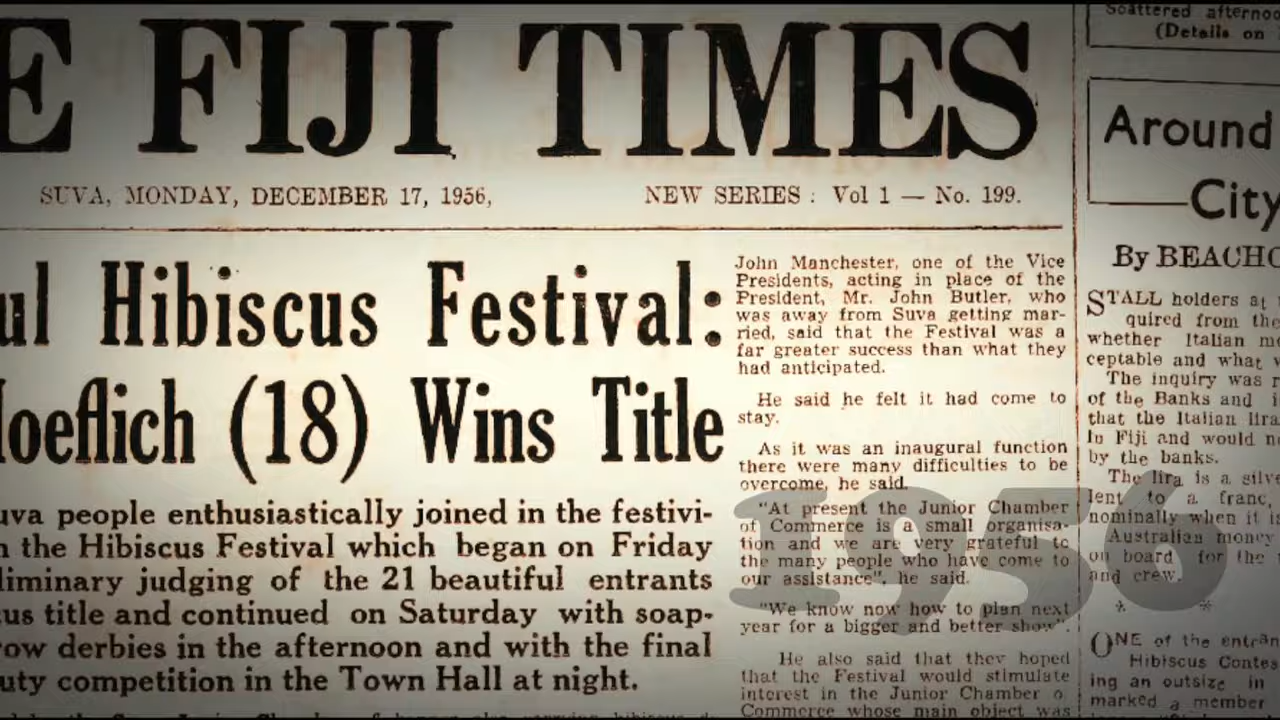 E FIJI TIMES
SUVA, MONDAY, DECEMBER 17, 1956,
NEW SERIES : Vol 1 — No. 199.
ul Hibiscus Festival:
loeflich (18) Wins Title
uva people enthusiastically joined in the festivi-
n the Hibiscus Festival which began on Friday
liminary judging of the 21 beautiful entrants
cus title and continued on Saturday with soap-
ow derbies in the afternoon and with the final
uty competition in the Town Hall at night.
John Manchester, one of the Vice
Presidents, acting in place of the
President, Mr. John Butler, who
was away from Suva getting mar-
ried, said that the Festival was a
far greater success than what they
had anticipated.
He said he felt it had come to
stay.
As it was an inaugural function
there were many difficulties to be
overcome, he said.
"At present the Junior Chamber
of Commerce is a small organisa-
tion and we are very grateful to
the many people who have come to
our assistance", he said.
"We know now how to plan next
year for a bigger and better show".
He also said that they hoped
that the Festival would stimulate
interest in the Junior Chamber o
Commerce whose main object was
1956
Scattered afternoo
(Details on
Around
City
By BEACHC
STALL holders at
quired from the
whether Italian mo
ceptable and what
The inquiry was
of the Banks and
that the Italian lira
in Fiji and would no
by the banks.
The lira is a silve
lent to a franc,
nominally when it is
Australian money
on board for the
and crew.
* *
ONE of the entran
Hibiscus Contes
ing an outsize in
marked a member